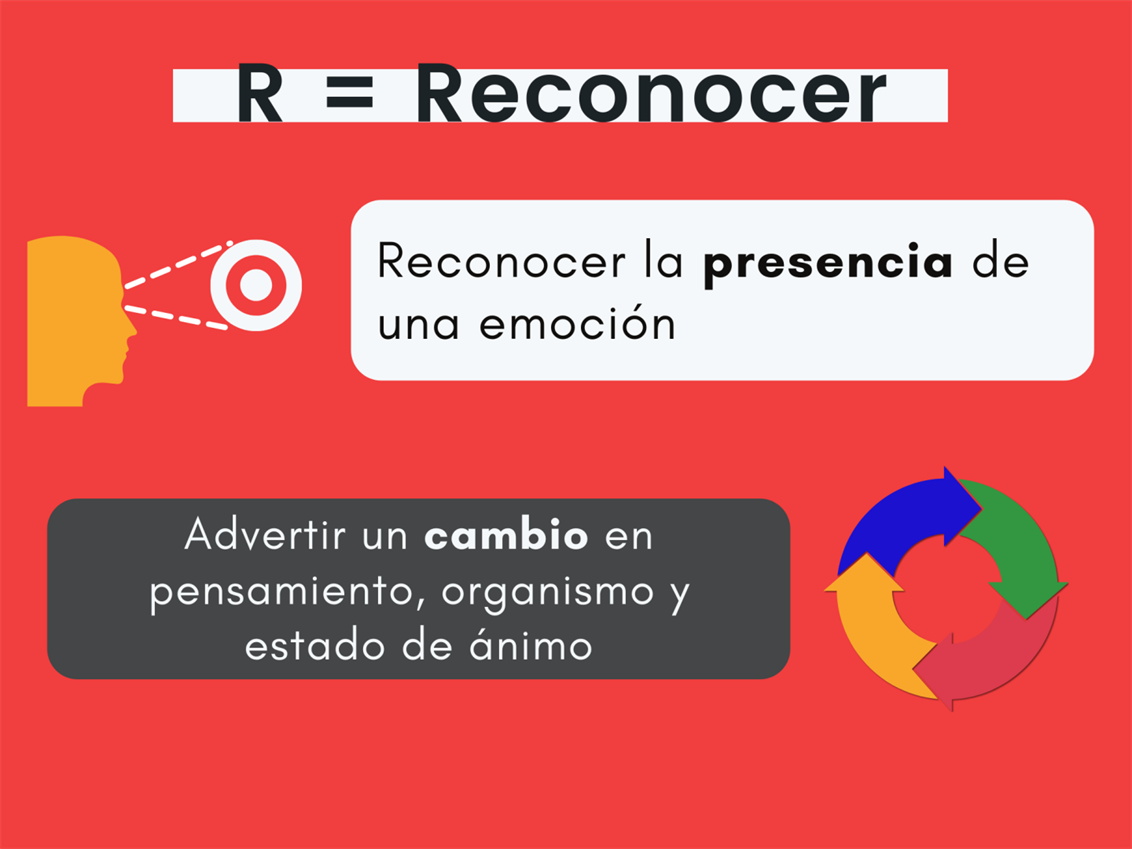 R = Reconocer
Reconocer la presencia de
una emoción
Advertir un cambio en
pensamiento, organismo y
estado de ánimo